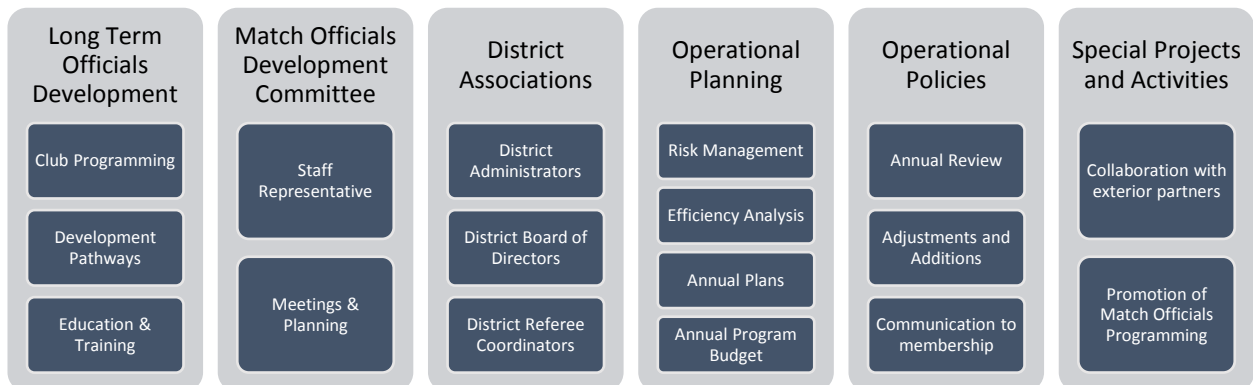 Long Term
Officials
Development
Club Programming
Development
Pathways
Education &
Training
Match Officials
Development
Committee
Staff
Representative
Meetings &
Planning
District
Associations
District
Administrators
District Board of
Directors
District Referee
Coordinators
Operational
Planning
Risk Management
Efficiency Analysis
Annual Plans
Annual Program
Budget
Operational
Policies
Annual Review
Adjustments and
Additions
Communication to
membership
Special Projects
and Activities
Collaboration with
exterior partners
Promotion of
Match Officials
Programming